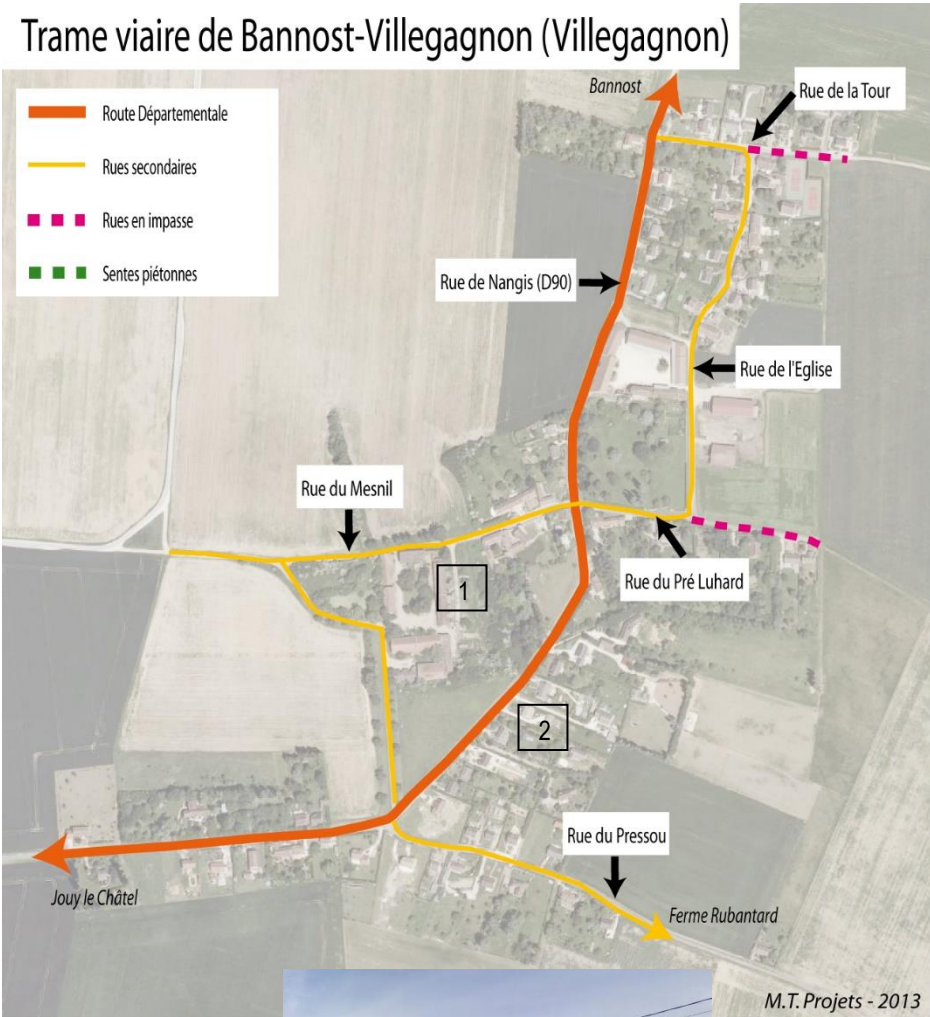 Trame viaire de Bannost-Villegagnon (Villegagnon)
Route Départementale
Rues secondaires
Rues en impasse
Sentes piétonnes
Bannost
Rue de la Tour
Rue de Nangis (D90)
Rue de l'Eglise
Rue du Mesnil
1
Rue du Pré Luhard
2
Rue du Pressou
Jouy le Châtel
Ferme Rubantard
M.T. Projets - 2013